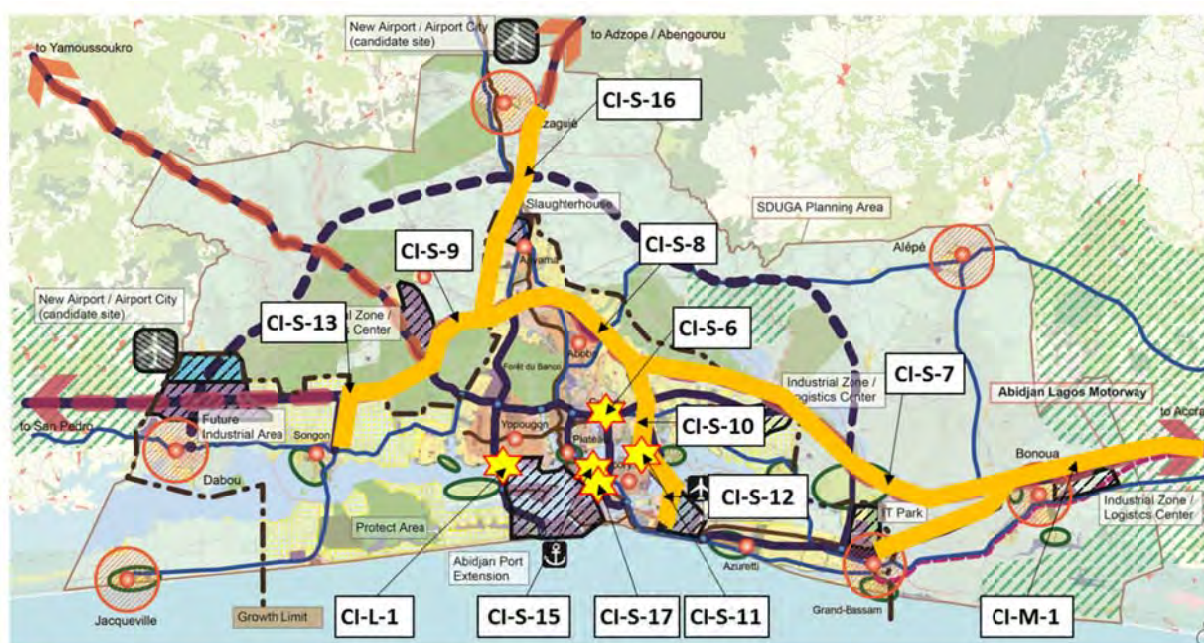 New Airport / Airport City
(candidate site)
to Adzope / Abengourou
to Yamoussoukro
CI-S-16
Slaughterhouse
SDUGA Planning Area
CI-S-9
CI-S-8
Alépé
Anyama
New Airport / Airport City
(candidate site)
CI-S-13
CI-S-6
Abobo
Forêt du Banco
Industrial Zone /
Logistics Center
CI-S-7
Abidjan Lagos Motorway
to Accra
to San Pedro
Future
Industrial Area
Songon
Yopougon
Plateau
CI-S-10
Bonoua
Dabou
CI-S-12
IT Park
Industrial Zone /
Logistics Center
Protect Area
Abidjan Port
Extension
Azuretti
Grand-Bassam
Jacqueville
Growth Limit
CI-L-1
CI-S-15
CI-S-17
CI-S-11
CI-M-1